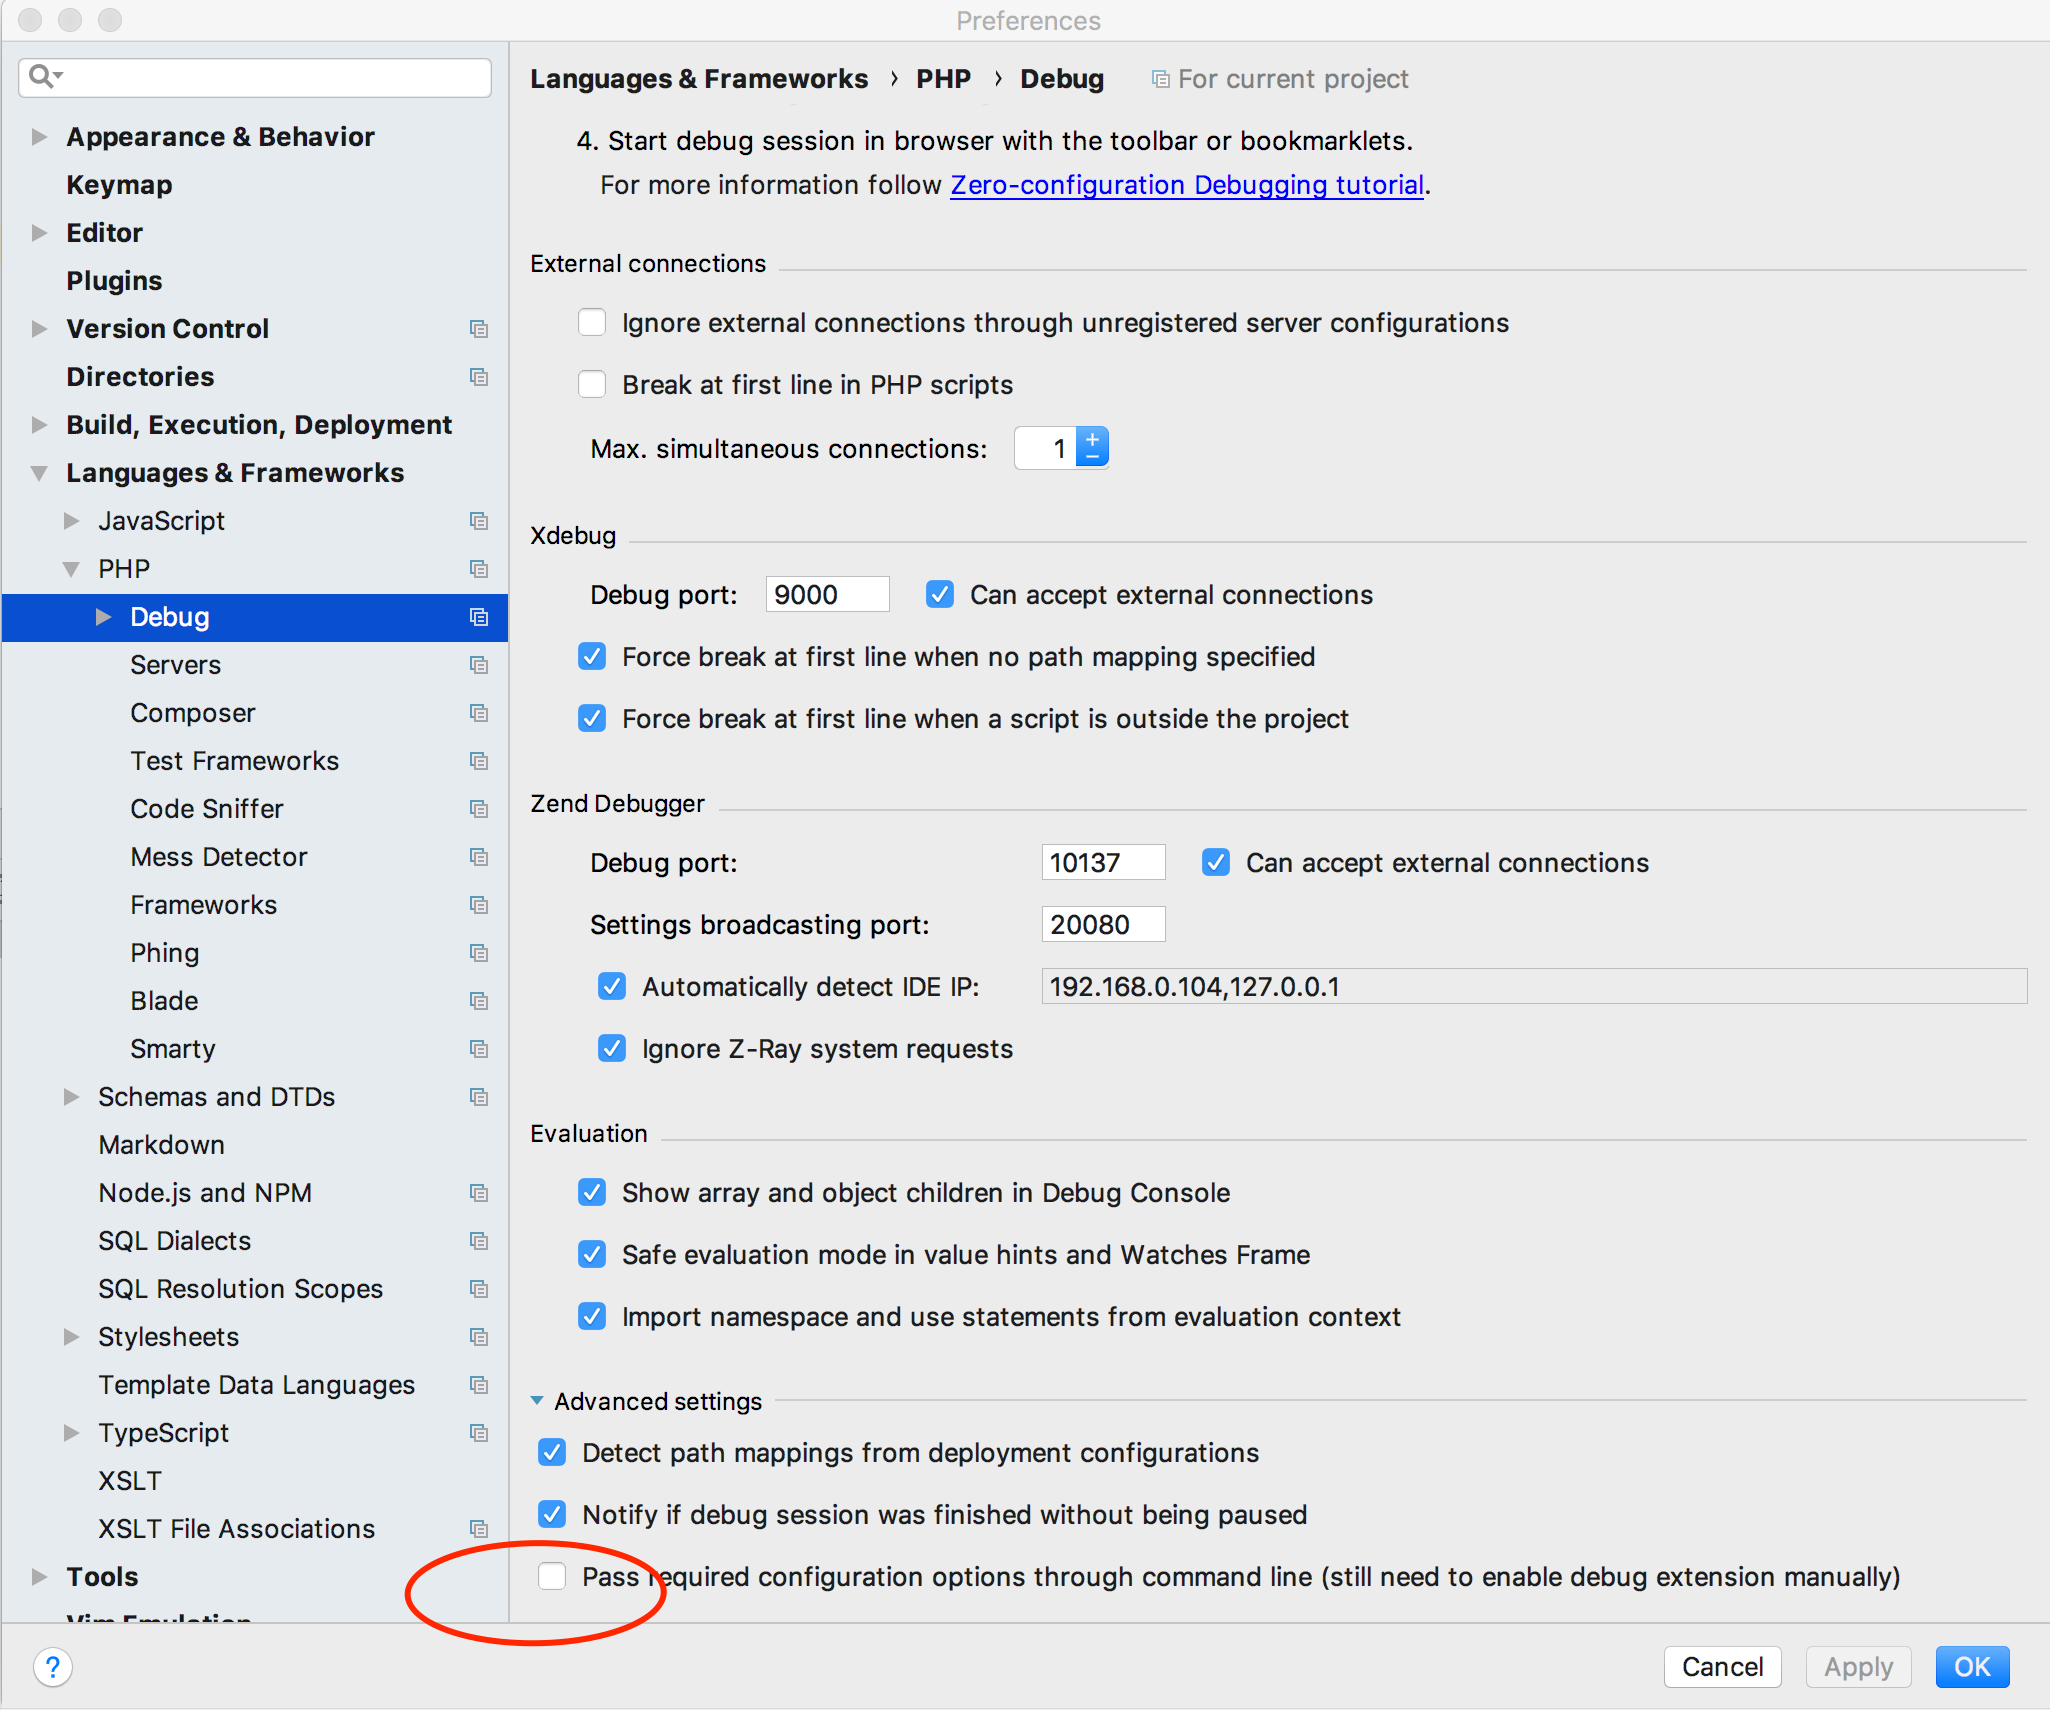 Preferences
Appearance & Behavior
Keymap
Editor
Plugins
Version Control
Directories
Build, Execution, Deployment
Languages & Frameworks
JavaScript
PHP
Debug
Servers
Composer
Test Frameworks
Code Sniffer
Mess Detector
Frameworks
Phing
Blade
Smarty
Schemas and DTDs
Markdown
Node.js and NPM
SQL Dialects
SQL Resolution Scopes
Stylesheets
Template Data Languages
TypeScript
XSLT
XSLT File Associations
Tools
Vim Emulation
Languages & Frameworks › PHP › Debug For current project
4. Start debug session in browser with the toolbar or bookmarklets.
For more information follow Zero-configuration Debugging tutorial.
External connections
Ignore external connections through unregistered server configurations
Break at first line in PHP scripts
Max. simultaneous connections: 1
Xdebug
Debug port: 9000 Can accept external connections
Force break at first line when no path mapping specified
Force break at first line when a script is outside the project
Zend Debugger
Debug port: 10137 Can accept external connections
Settings broadcasting port: 20080
Automatically detect IDE IP: 192.168.0.104,127.0.0.1
Ignore Z-Ray system requests
Evaluation
Show array and object children in Debug Console
Safe evaluation mode in value hints and Watches Frame
Import namespace and use statements from evaluation context
Advanced settings
Detect path mappings from deployment configurations
Notify if debug session was finished without being paused
Pass required configuration options through command line (still need to enable debug extension manually)
?
Cancel Apply OK